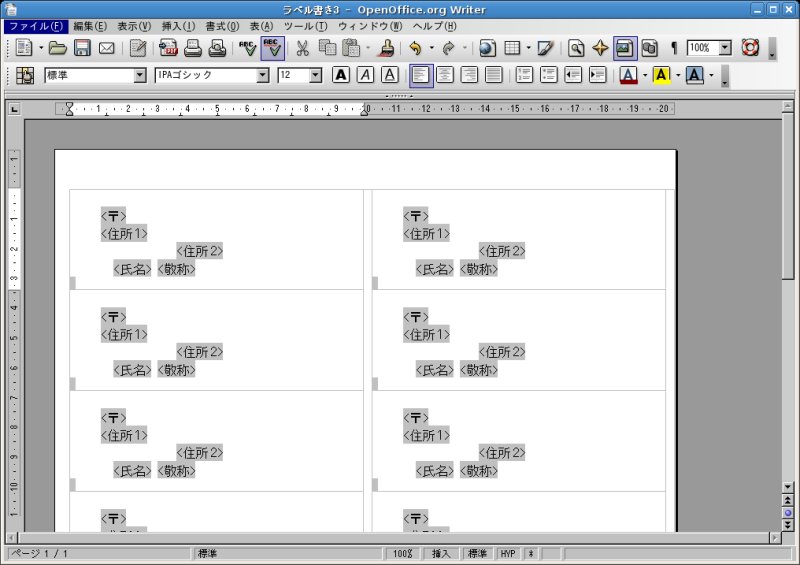 ラベル書き3 - OpenOffice.org Writer
ファイル(F) 編集(E) 表示(V) 挿入(I) 書式(O) 表(A) ツール(T) ウィンドウ(W) ヘルプ(H)
100%
標準 IPAゴシック 12
1 2 3 4 5 6 7 8 9 10 11 12 13 14 15 16 17 18 19 20
<〒> <〒>
<住所1> <住所1>
<住所2> <住所2>
<氏名> <敬称> <氏名> <敬称>
<〒> <〒>
<住所1> <住所1>
<住所2> <住所2>
<氏名> <敬称> <氏名> <敬称>
<〒> <〒>
<住所1> <住所1>
<住所2> <住所2>
<氏名> <敬称> <氏名> <敬称>
<〒> <〒>
ページ 1 / 1 標準 100% 挿入 標準 HYP *